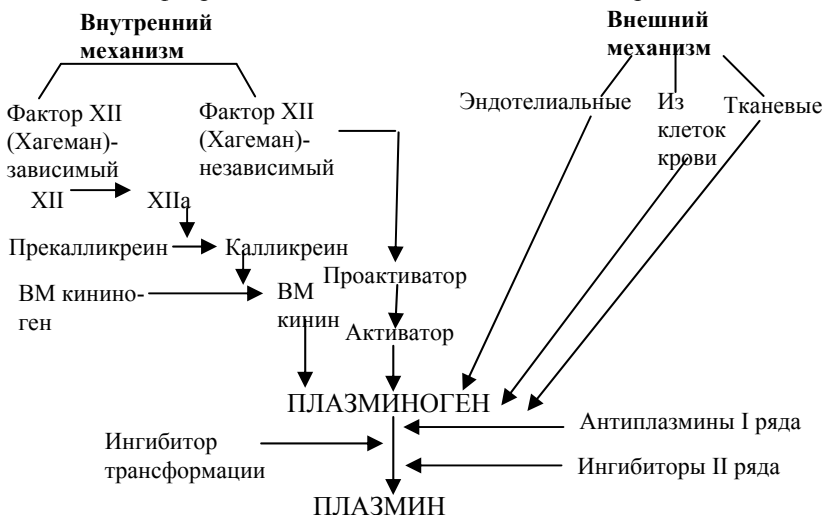 Внутренний
механизм
Внешний
механизм
Фактор XII
(Хагеман)-
зависимый
Фактор XII
(Хагеман)-
независимый
Эндотелиальные
Из
клеток
крови
Тканевые
XII
XIIа
Прекалликреин
Калликреин
Проактиватор
ВМ кинино-
ген
ВМ
кинин
Активатор
ПЛАЗМИНОГЕН
Антиплазмины I ряда
Ингибитор
трансформации
Ингибиторы II ряда
ПЛАЗМИН